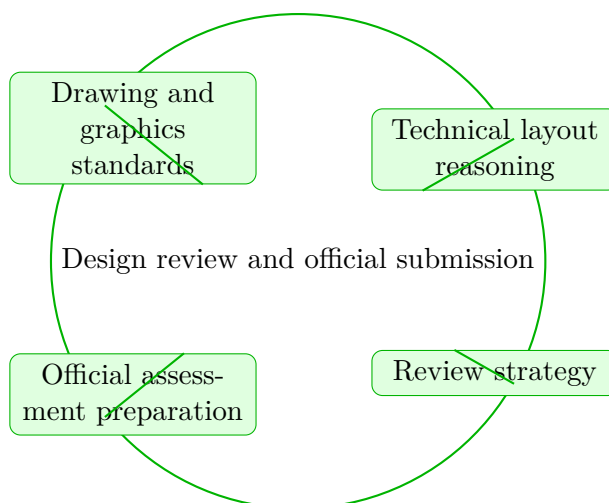 Drawing and
graphics
standards
Technical layout
reasoning
Design review and official submission
Official assess-
ment preparation
Review strategy